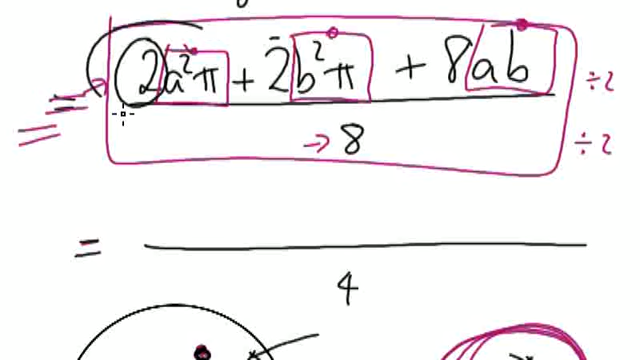 = 2a²π + 2b²π + 8ab ÷2
= → 8 ÷2
=
4